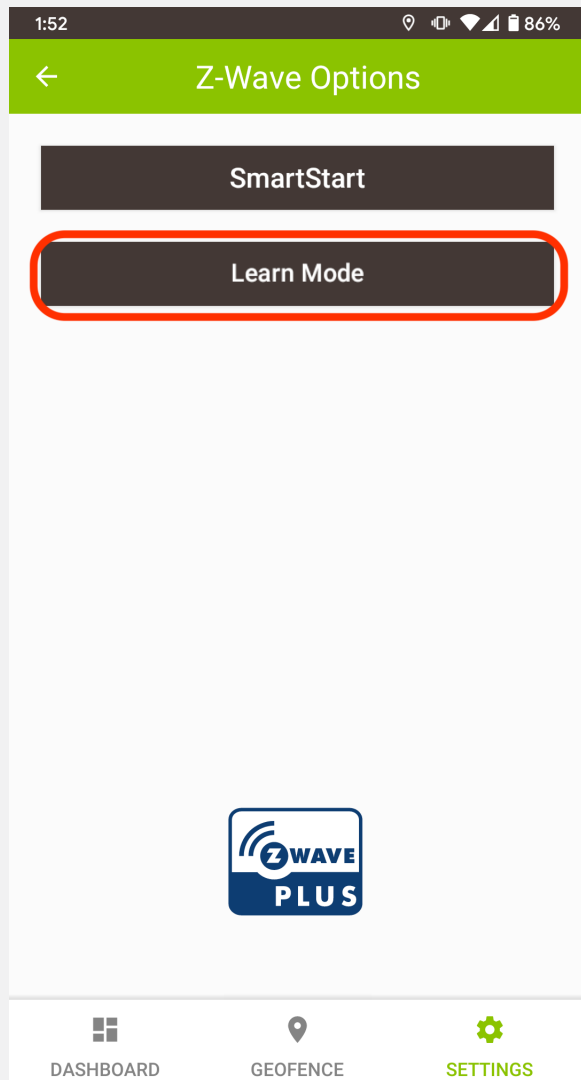 1:52
86%
Z-Wave Options
SmartStart
Learn Mode
Z WAVE
PLUS
DASHBOARD
GEOFENCE
SETTINGS